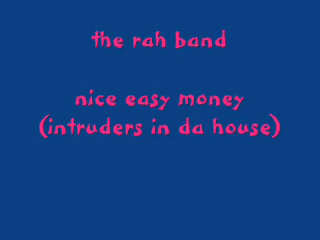 the rah band
nice easy money
(intruders in da house)